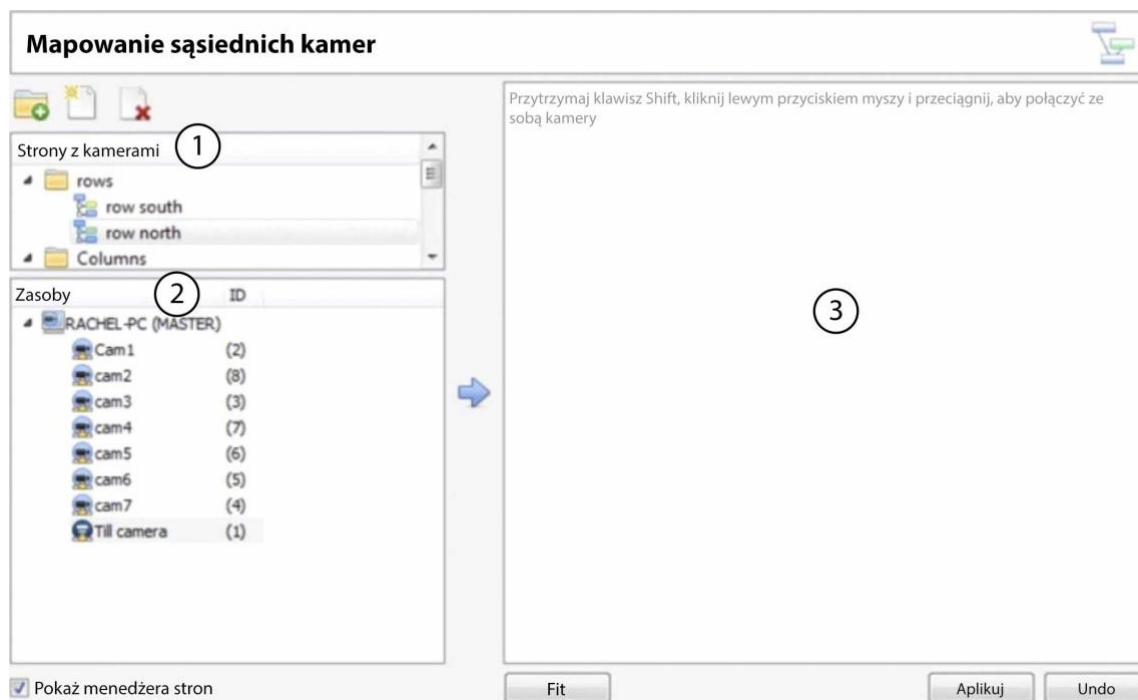 Mapowanie sąsiednich kamer
Przytrzymaj klawisz Shift, kliknij lewym przyciskiem myszy i przeciągnij, aby połączyć ze
sobą kamery
Strony z kamerami 1
rows
row south
row north
Columns
Zasoby 2 ID
RACHEL-PC (MASTER)
Cam1 (2)
cam2 (8)
cam3 (3)
cam4 (7)
cam5 (6)
cam6 (5)
cam7 (4)
Till camera (1)
3
Pokaż menedżera stron
Fit
Aplikuj
Undo